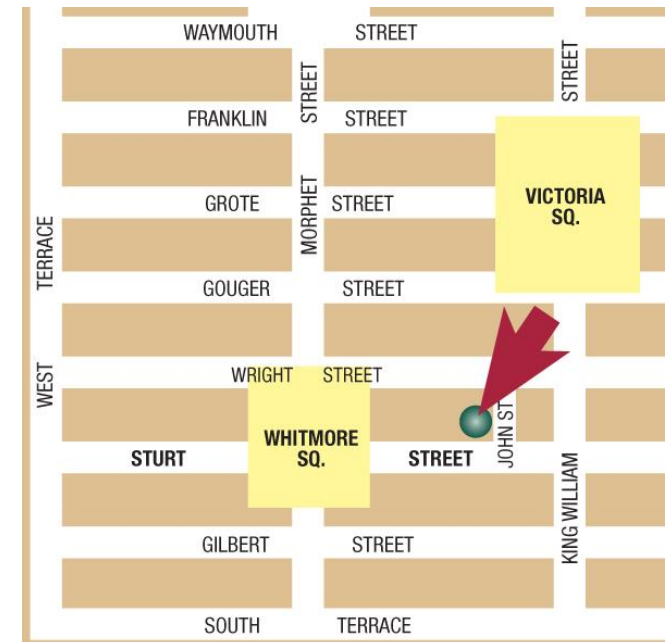 WAYMOUTH STREET
STREET
STREET
FRANKLIN STREET
MORPHET
GROTE STREET
VICTORIA
SQ.
TERRACE
GOUGER STREET
WEST
WRIGHT STREET
JOHN ST
WHITMORE
SQ.
STURT STREET
KING WILLIAM
GILBERT STREET
SOUTH TERRACE